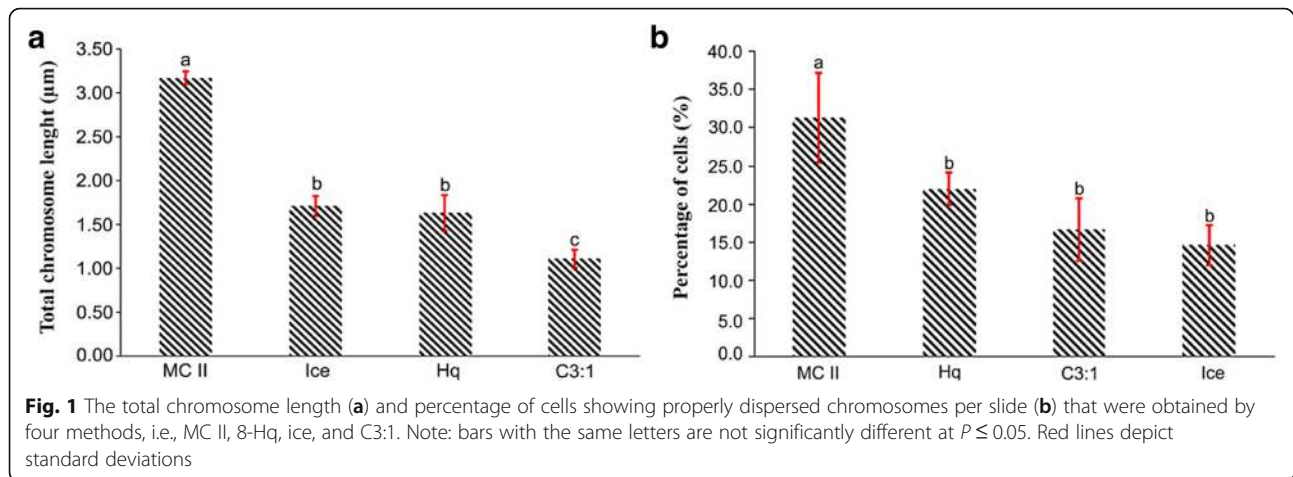 a
3.50
3.00
2.50
2.00
1.50
1.00
0.50
0.00
Total chromosome lenght (µm)
a
b
b
c
MC II Ice Hq C3:1
b
40.0
35.0
30.0
25.0
20.0
15.0
10.0
5.0
0.0
Percentage of cells (%)
a
b
b
b
MC II Hq C3:1 Ice
Fig. 1 The total chromosome length (a) and percentage of cells showing properly dispersed chromosomes per slide (b) that were obtained by
four methods, i.e., MC II, 8-Hq, ice, and C3:1. Note: bars with the same letters are not significantly different at P ≤ 0.05. Red lines depict
standard deviations